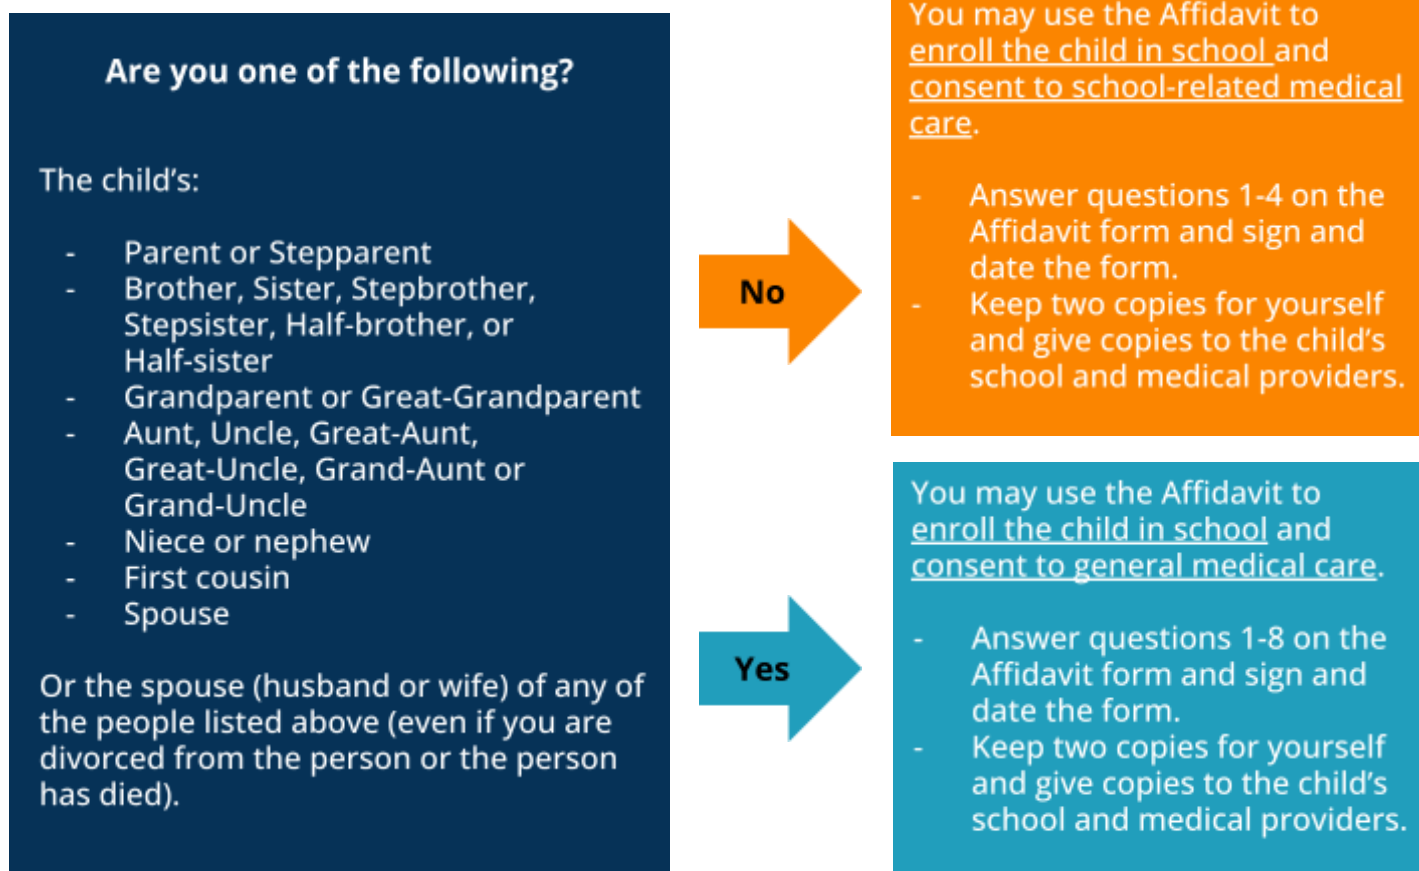 Are you one of the following?
The child's:
- Parent or Stepparent
- Brother, Sister, Stepbrother,
Stepsister, Half-brother, or
Half-sister
- Grandparent or Great-Grandparent
- Aunt, Uncle, Great-Aunt,
Great-Uncle, Grand-Aunt or
Grand-Uncle
- Niece or nephew
- First cousin
- Spouse
Or the spouse (husband or wife) of any of
the people listed above (even if you are
divorced from the person or the person
has died).
No
You may use the Affidavit to
enroll the child in school and
consent to school-related medical
care.
- Answer questions 1-4 on the
Affidavit form and sign and
date the form.
- Keep two copies for yourself
and give copies to the child's
school and medical providers.
Yes
You may use the Affidavit to
enroll the child in school and
consent to general medical care.
- Answer questions 1-8 on the
Affidavit form and sign and
date the form.
- Keep two copies for yourself
and give copies to the child's
school and medical providers.